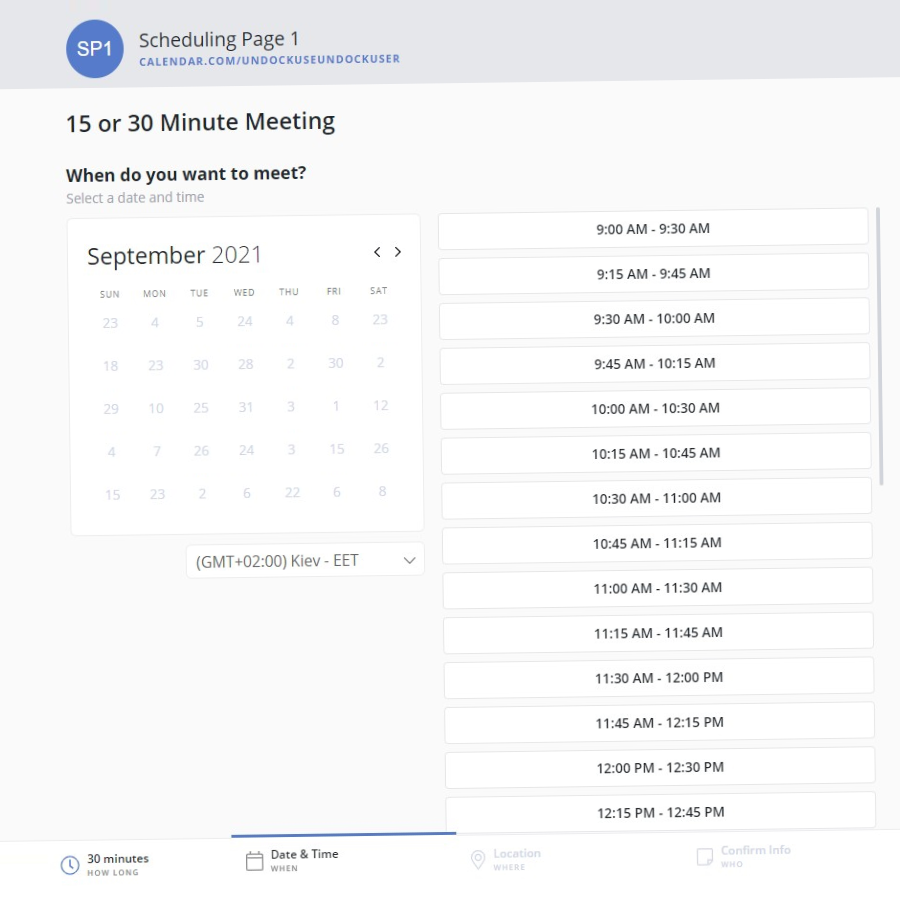 SP1
Scheduling Page 1
CALENDAR.COM/UNDOCKUSEUNDOCKUSER
15 or 30 Minute Meeting
When do you want to meet?
Select a date and time
September 2021
SUN MON TUE WED THU FRI SAT
23 4 5 24 4 8 23
18 23 30 28 2 30 2
29 10 25 31 3 1 12
4 7 26 24 3 15 26
15 23 2 6 22 6 8
(GMT+02:00) Kiev - EET
9:00 AM - 9:30 AM
9:15 AM - 9:45 AM
9:30 AM - 10:00 AM
9:45 AM - 10:15 AM
10:00 AM - 10:30 AM
10:15 AM - 10:45 AM
10:30 AM - 11:00 AM
10:45 AM - 11:15 AM
11:00 AM - 11:30 AM
11:15 AM - 11:45 AM
11:30 AM - 12:00 PM
11:45 AM - 12:15 PM
12:00 PM - 12:30 PM
12:15 PM - 12:45 PM
30 minutes
HOW LONG
Date & Time
WHEN
Location
WHERE
Confirm Info
WHO